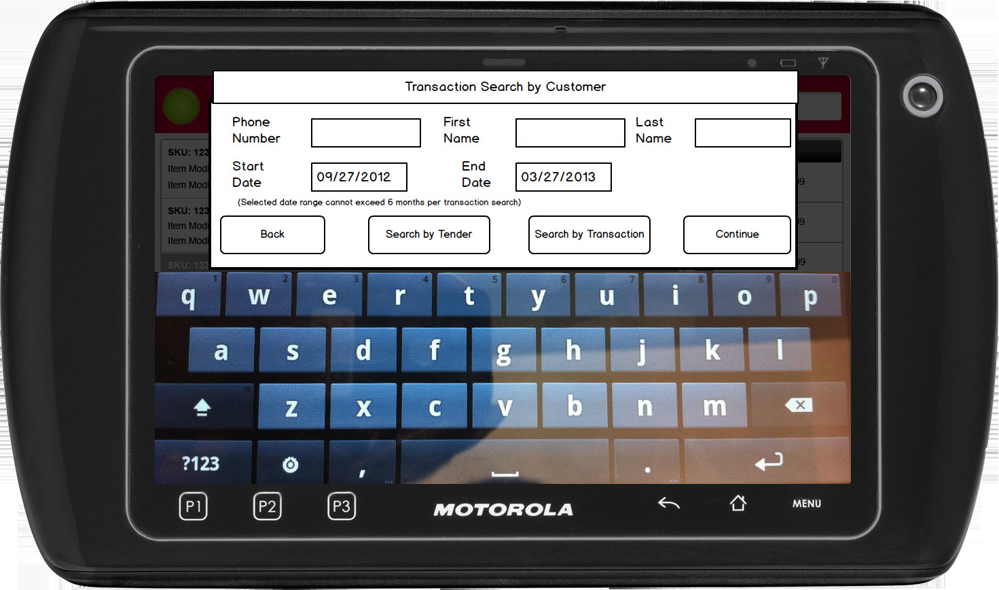 Transaction Search by Customer
Phone Number
First Name
Last Name
Start Date
09/27/2012
End Date
03/27/2013
(Selected date range cannot exceed 6 months per transaction search)
Back
Search by Tender
Search by Transaction
Continue
SKU: 123
Item Modi
Item Modi
9
SKU: 123
Item Modi
Item Modi
9
SKU: 123
99
1 2 3 4 5 6 7 8 9 0
q w e r t y u i o p
a s d f g h j k l
z x c v b n m
?123 , .
P1 P2 P3 MOTOROLA MENU